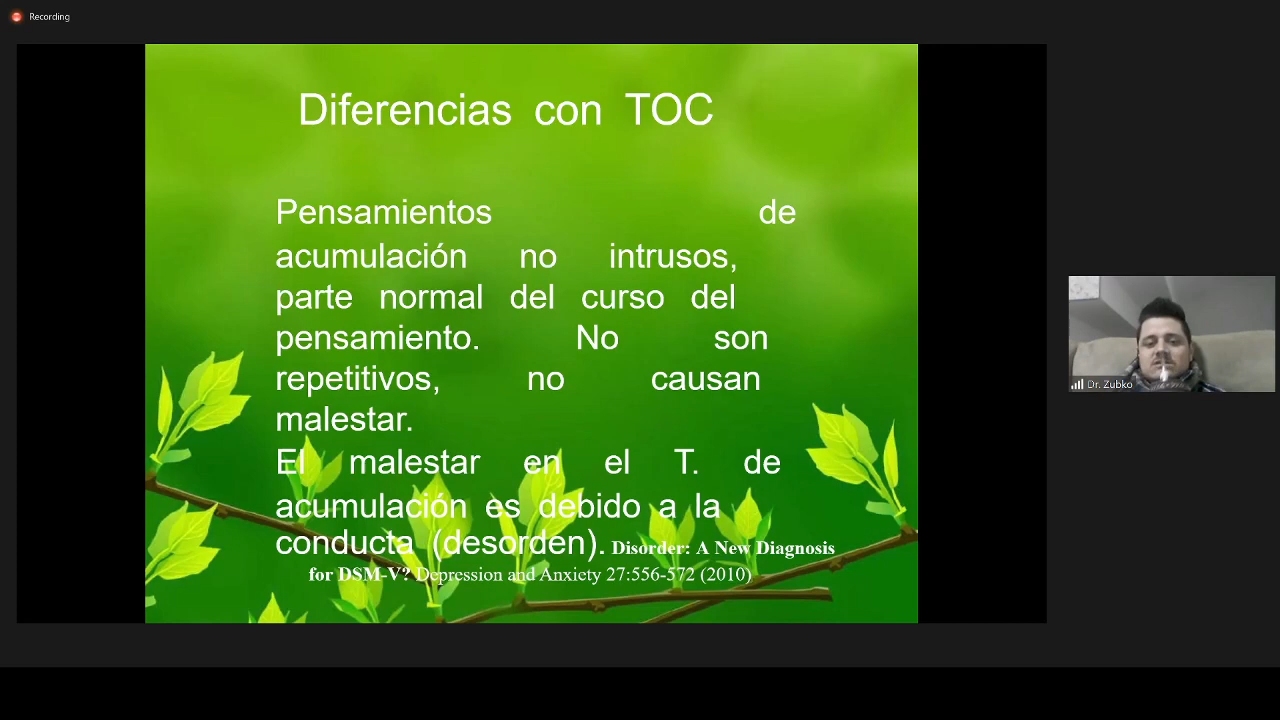 Recording
Diferencias con TOC
Pensamientos de
acumulación no intrusos,
parte normal del curso del
pensamiento. No son
repetitivos, no causan
malestar.
El malestar en el T. de
acumulación es debido a la
conducta (desorden). Disorder: A New Diagnosis
for DSM-V? Depression and Anxiety 27:556-572 (2010)
Dr. Zubko